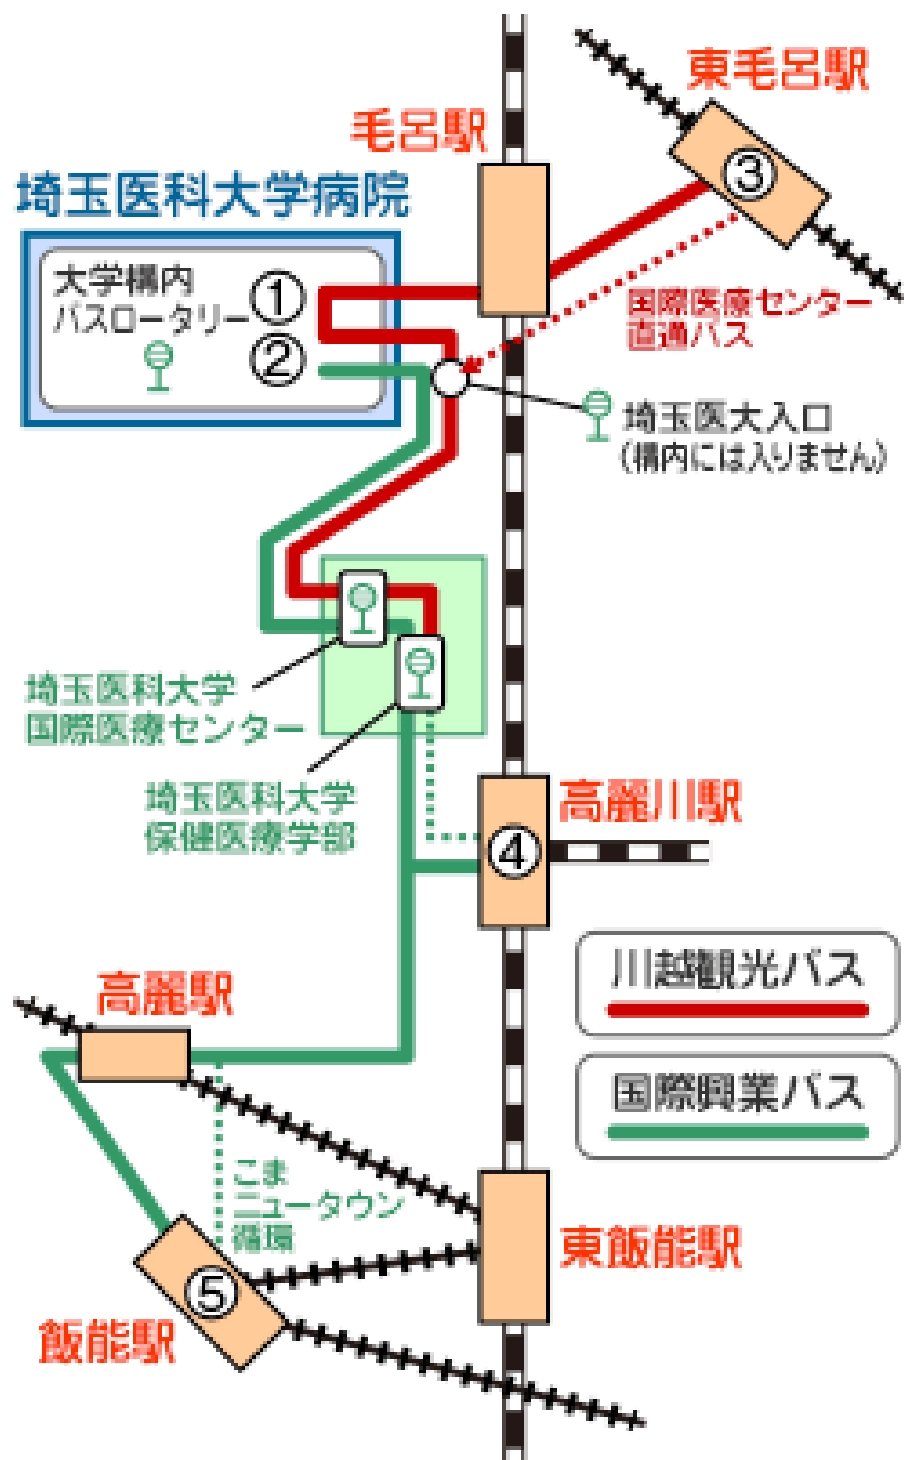 東毛呂駅
毛呂駅
③
埼玉医科大学病院
大学構内
バスロータリー
①
②
国際医療センター
直通バス
埼玉医大入口
(構内には入りません)
埼玉医科大学
国際医療センター
埼玉医科大学
保健医療学部
高麗川駅
④
川越観光バス
高麗駅
国際興業バス
こま
ニュータウン
循環
東飯能駅
⑤
飯能駅